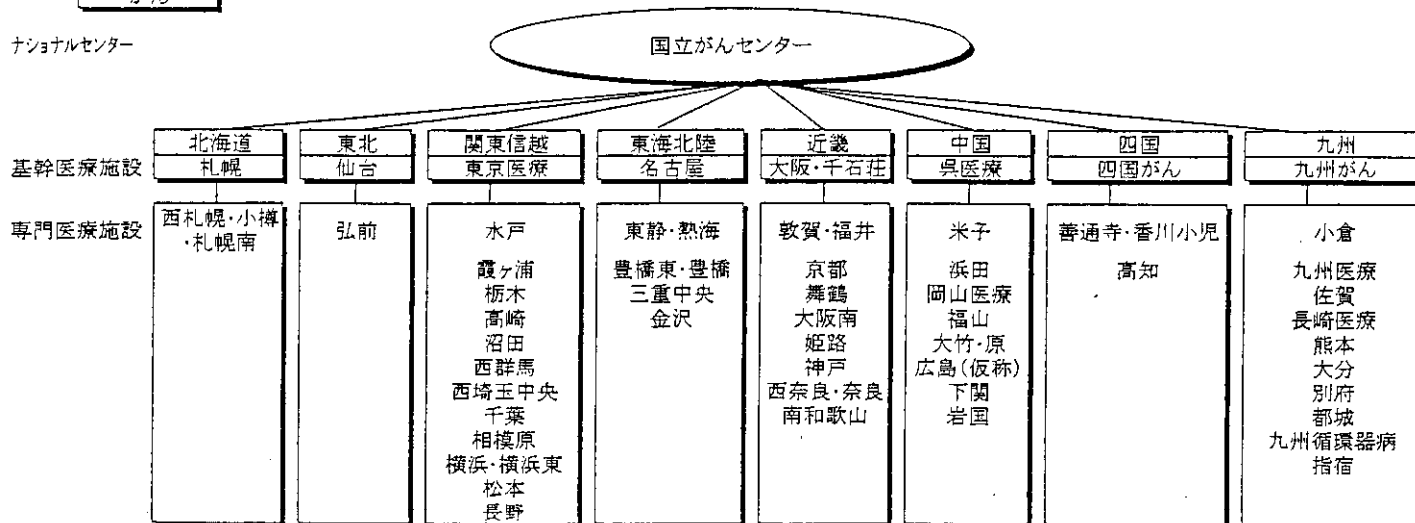 がん
ナショナルセンター
国立がんセンター
北海道 東北 関東信越 東海北陸 近畿 中国 四国 九州
基幹医療施設 札幌 仙台 東京医療 名古屋 大阪・千石荘 呉医療 四国がん 九州がん
専門医療施設
西札幌・小樽
・札幌南
弘前
水戸
霞ヶ浦
栃木
高崎
沼田
西群馬
西埼玉中央
千葉
相模原
横浜・横浜東
松本
長野
東静・熱海
豊橋東・豊橋
三重中央
金沢
敦賀・福井
京都
舞鶴
大阪南
姫路
神戸
西奈良・奈良
南和歌山
米子
浜田
岡山医療
福山
大竹・原
広島(仮称)
下関
岩国
善通寺・香川小児
高知
小倉
九州医療
佐賀
長崎医療
熊本
大分
別府
都城
九州循環器病
指宿